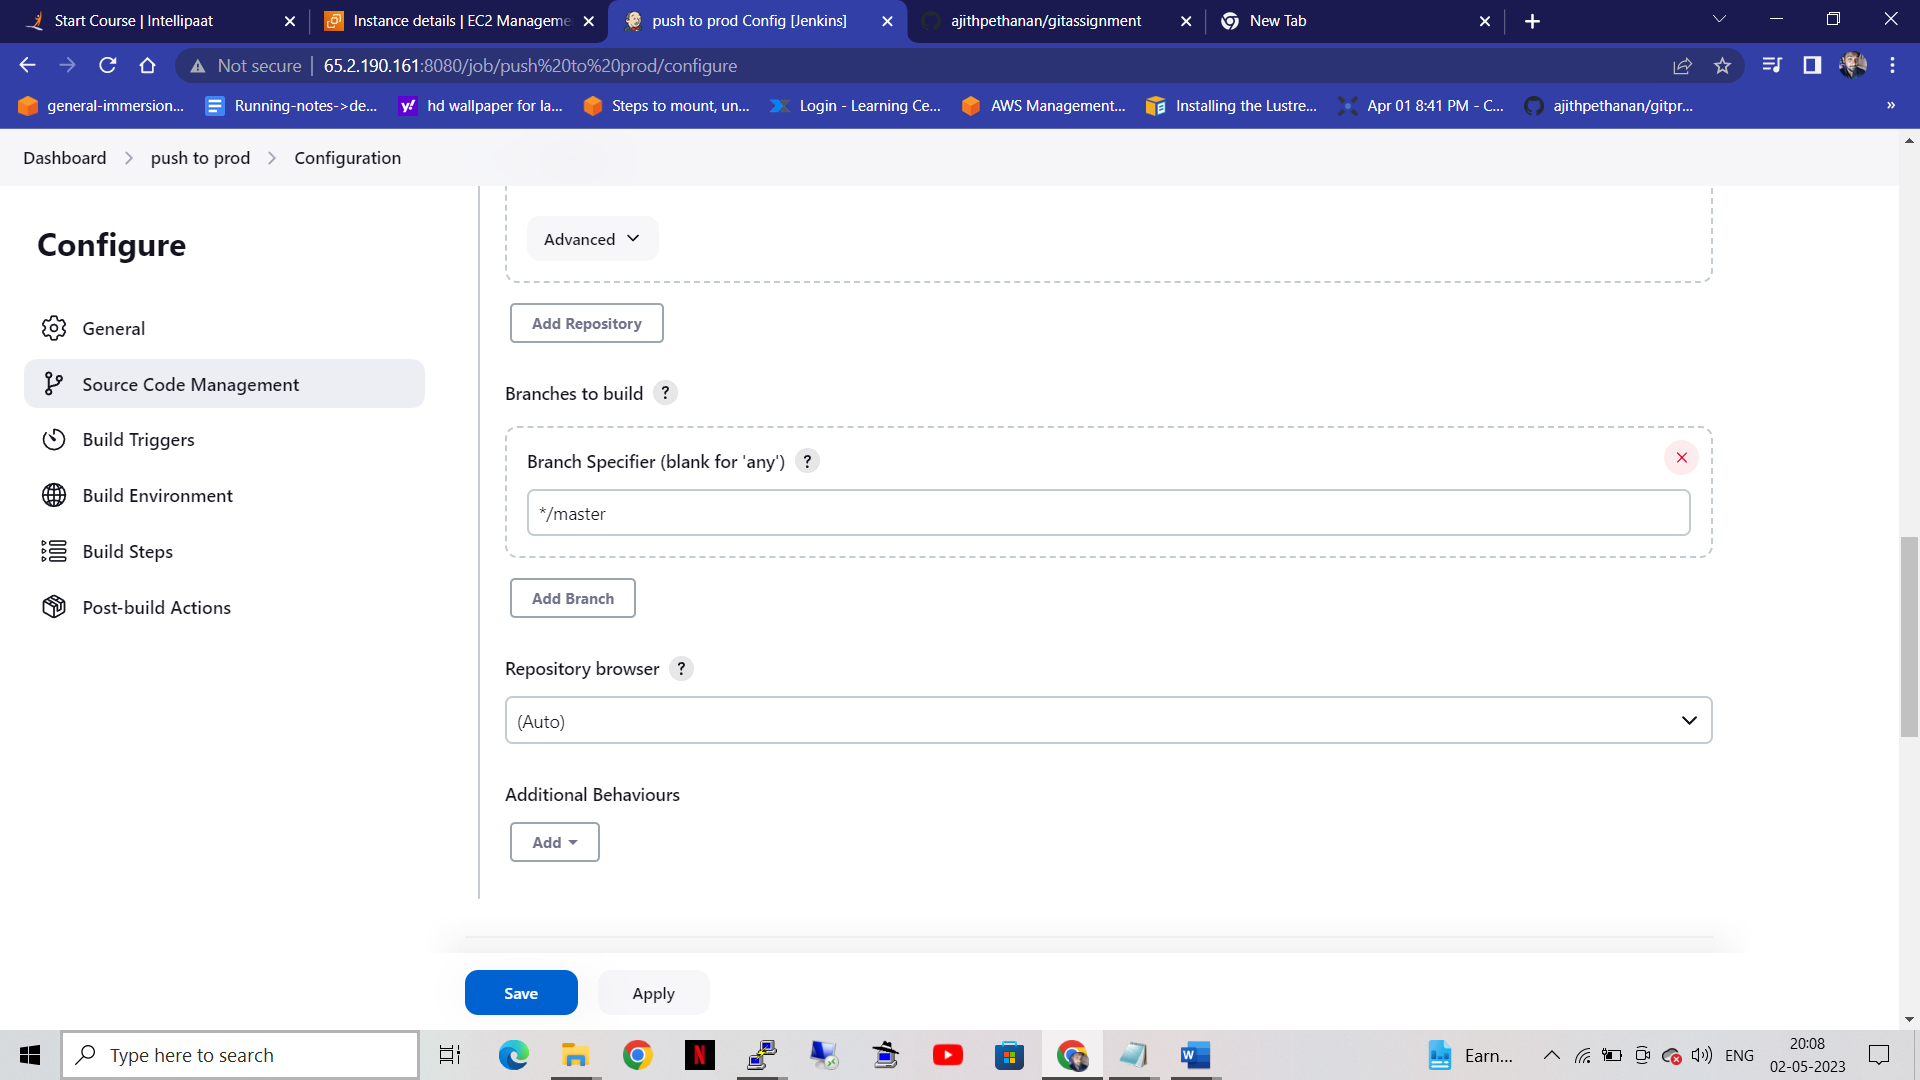 Start Course | Intellipaat
Instance details | EC2 Manageme
push to prod Config [Jenkins]
ajithpethanan/gitassignment
New Tab
Not secure
65.2.190.161:8080/job/push%20to%20prod/configure
general-immersion...
Running-notes->de...
hd wallpaper for la...
Steps to mount, un...
Login - Learning Ce...
AWS Management...
Installing the Lustre...
Apr 01 8:41 PM - C...
ajithpethanan/gitpr...
»
Dashboard
push to prod
Configuration
Configure
General
Source Code Management
Build Triggers
Build Environment
Build Steps
Post-build Actions
Advanced
Add Repository
Branches to build ?
Branch Specifier (blank for 'any') ?
*/master
Add Branch
Repository browser ?
(Auto)
Additional Behaviours
Add
Save
Apply
Type here to search
Earn...
ENG
20:08
02-05-2023